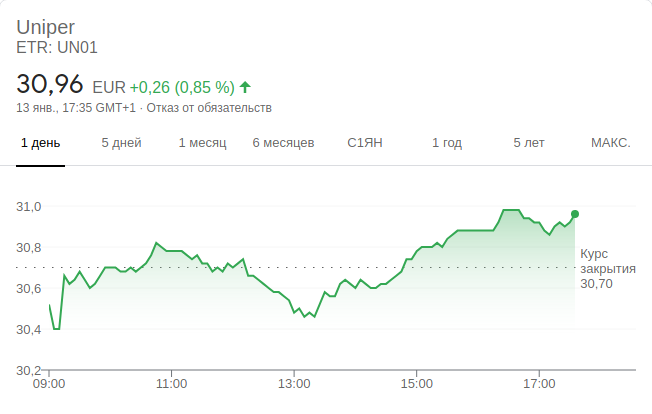 Uniper
ETR: UN01
30,96 EUR +0,26 (0,85 %)
13 янв., 17:35 GMT+1 · Отказ от обязательств
1 день 5 дней 1 месяц 6 месяцев С1ЯН 1 год 5 лет МАКС.
31,0
30,8
30,6
30,4
30,2
Курс
закрытия
30,70
09:00 11:00 13:00 15:00 17:00